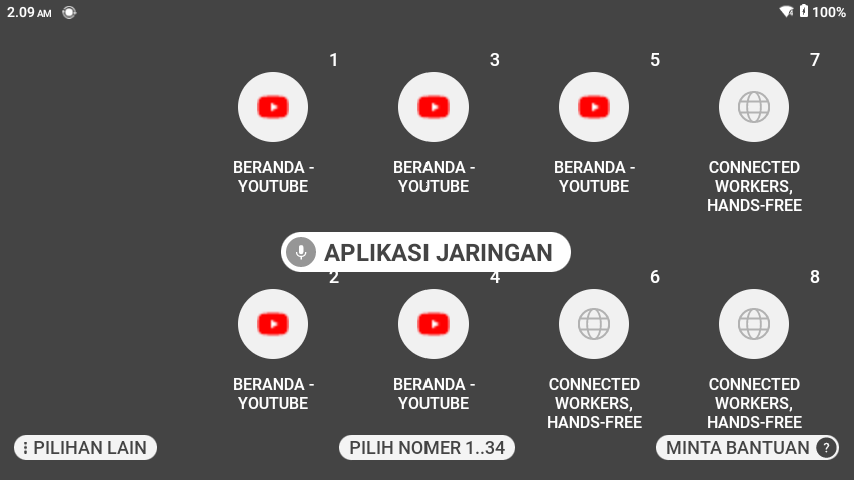 2.09 AM
100%
1
3
5
7
BERANDA -
YOUTUBE
BERANDA -
YOUTUBE
BERANDA -
YOUTUBE
CONNECTED
WORKERS,
HANDS-FREE
APLIKASI JARINGAN
2
4
6
8
BERANDA -
YOUTUBE
BERANDA -
YOUTUBE
CONNECTED
WORKERS,
HANDS-FREE
CONNECTED
WORKERS,
HANDS-FREE
PILIHAN LAIN
PILIH NOMER 1..34
MINTA BANTUAN ?